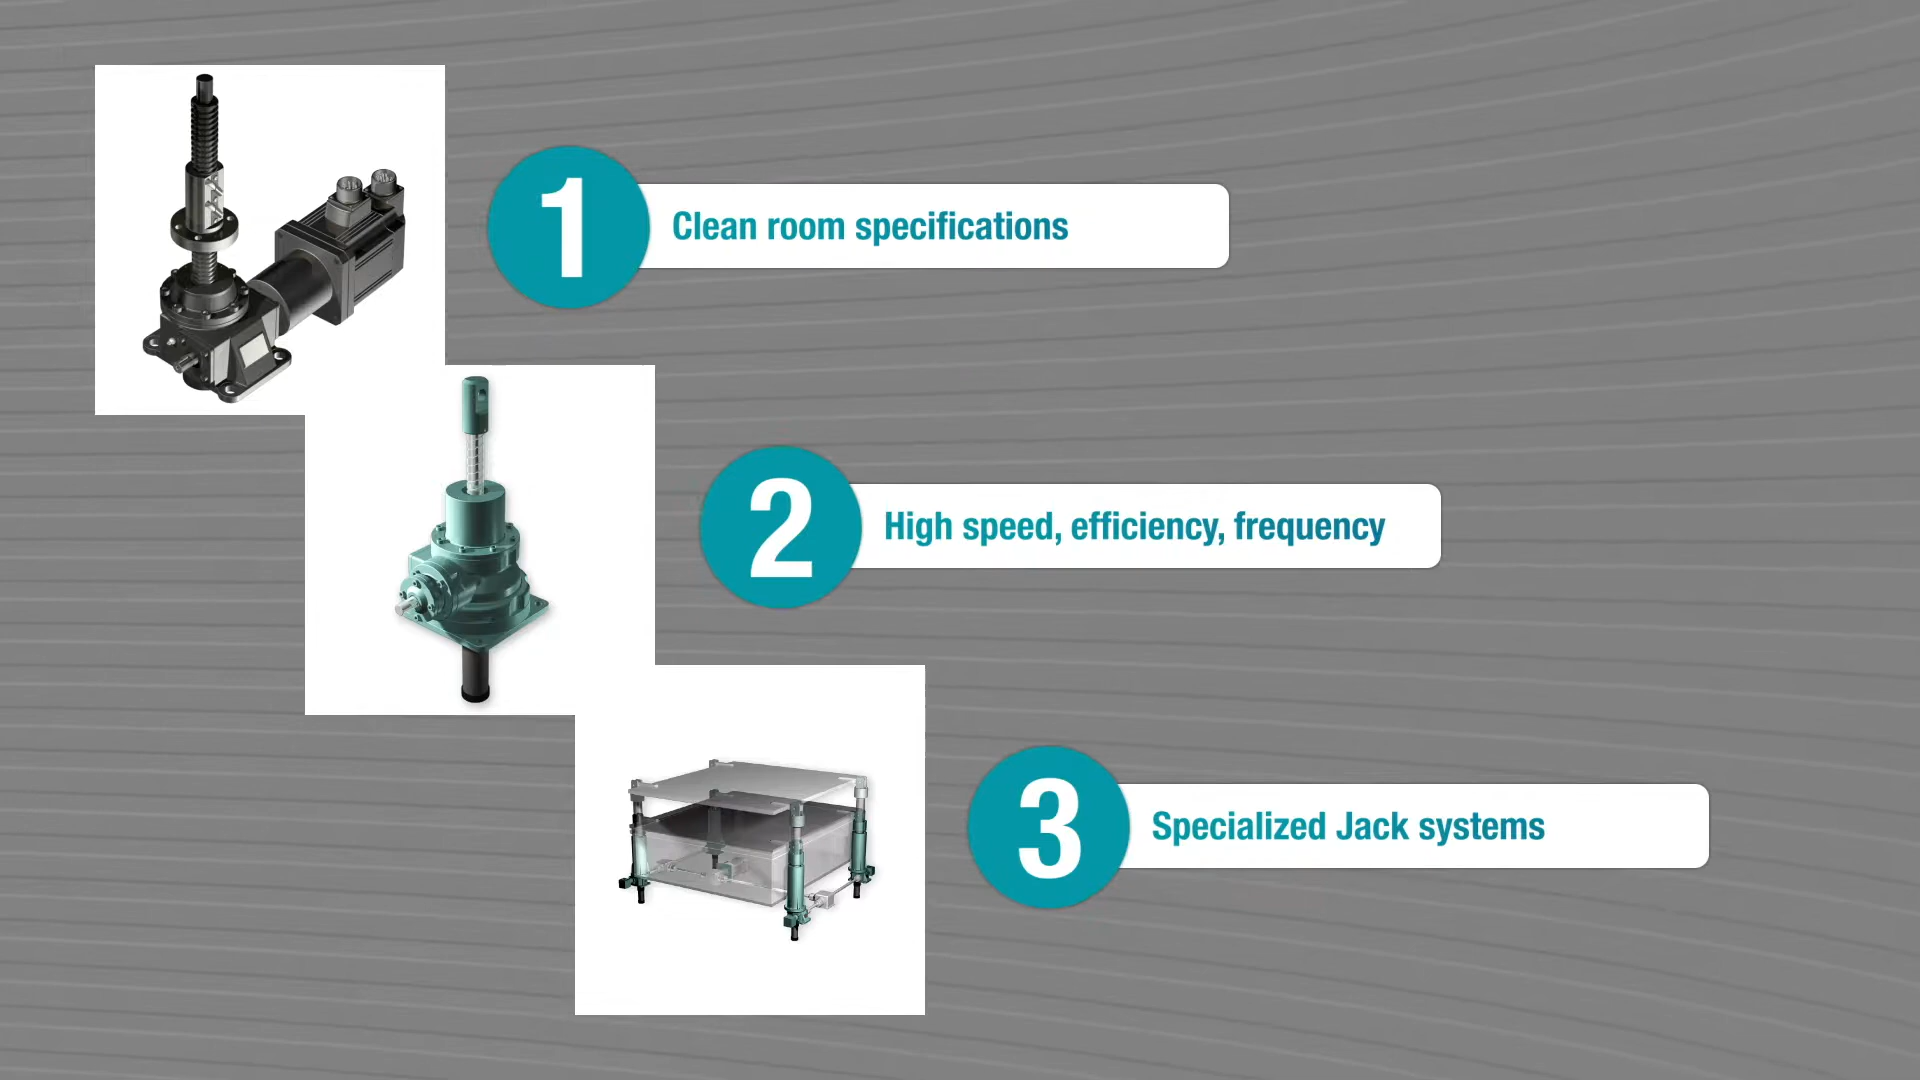 1
Clean room specifications
2
High speed, efficiency, frequency
3
Specialized Jack systems